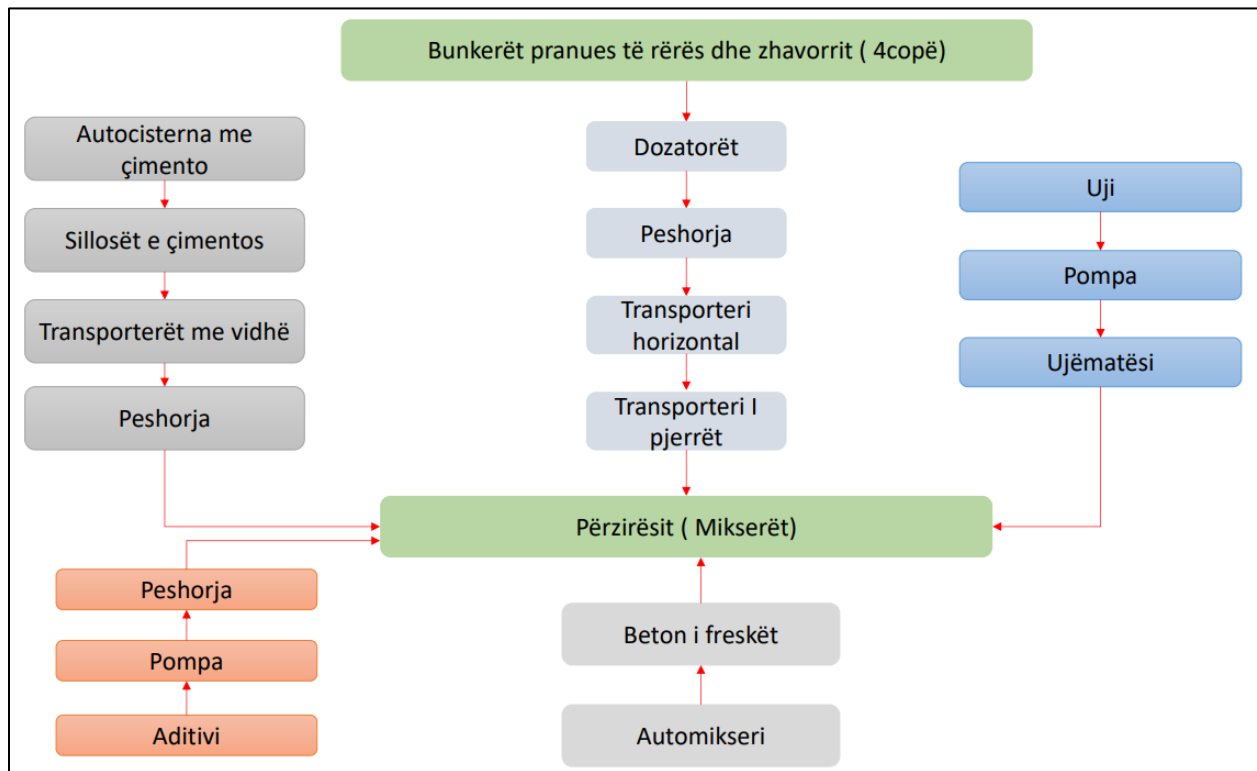 Bunkerët pranues të rërës dhe zhavorrit ( 4copë)
Autocisterna me
çimento
Sillosët e çimentos
Transporterët me vidhë
Peshorja
Dozatorët
Peshorja
Transporteri
horizontal
Transporteri I
pjerrët
Uji
Pompa
Ujëmatësi
Përzirësit ( Mikserët)
Peshorja
Pompa
Aditivi
Beton i freskët
Automikseri